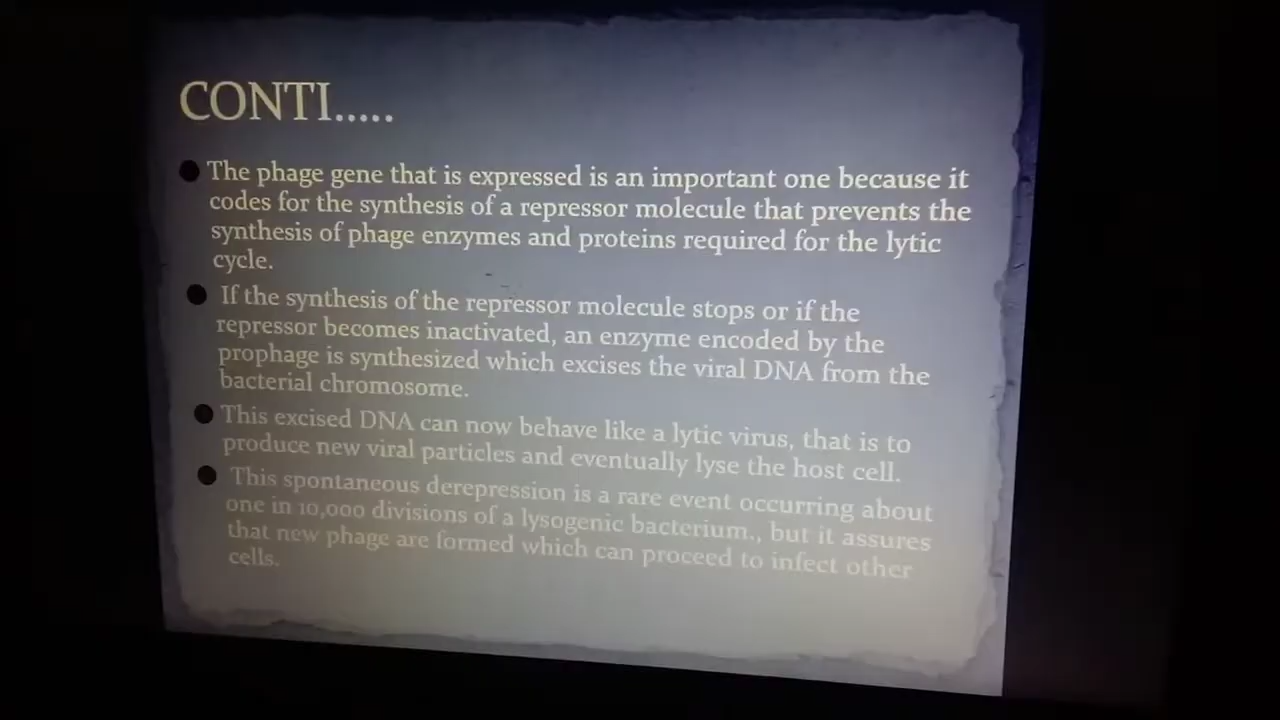 CONTI.....
The phage gene that is expressed is an important one because it
codes for the synthesis of a repressor molecule that prevents the
synthesis of phage enzymes and proteins required for the lytic
cycle.
If the synthesis of the repressor molecule stops or if the
repressor becomes inactivated, an enzyme encoded by the
prophage is synthesized which excises the viral DNA from the
bacterial chromosome.
This excised DNA can now behave like a lytic virus, that is to
produce new viral particles and eventually lyse the host cell.
This spontaneous derepression is a rare event occurring about
one in 10,000 divisions of a lysogenic bacterium., but it assures
that new phage are formed which can proceed to infect other
cells.